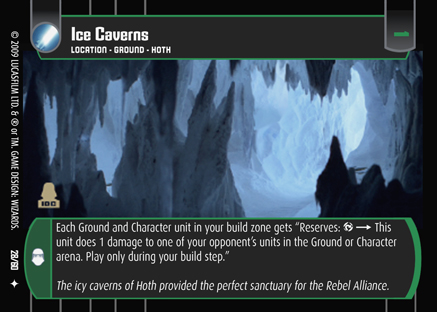 Ice Caverns
LOCATION - GROUND - HOTH
IDC
Each Ground and Character unit in your build zone gets “Reserves: → This
unit does 1 damage to one of your opponent's units in the Ground or Character
arena. Play only during your build step.”
The icy caverns of Hoth provided the perfect sanctuary for the Rebel Alliance.
© 2009 LUCASFILM LTD. & ® or TM. GAME DESIGN: WIZARDS.